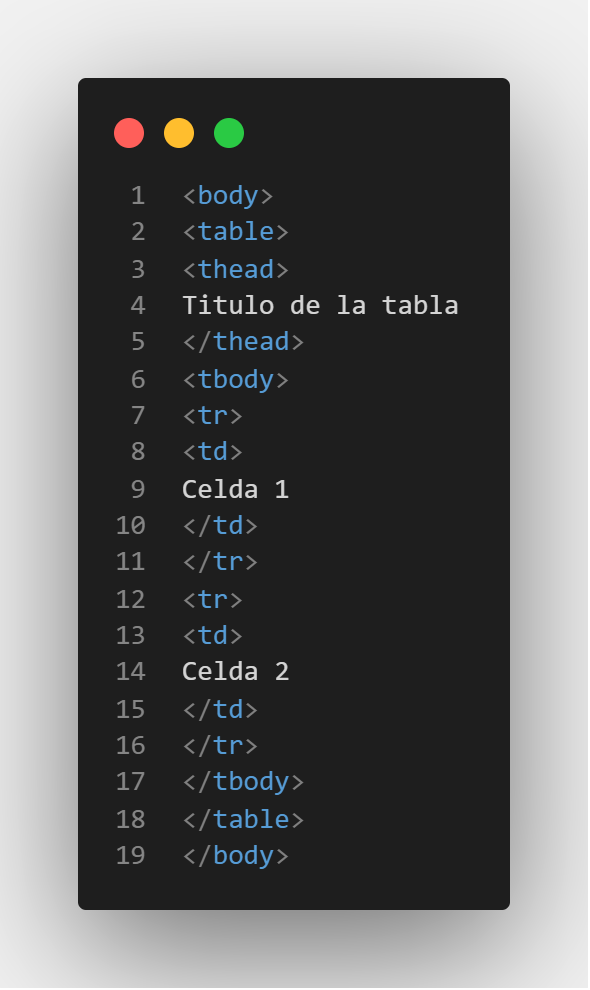 1 <body>
2 <table>
3 <thead>
4 Titulo de la tabla
5 </thead>
6 <tbody>
7 <tr>
8 <td>
9 Celda 1
10 </td>
11 </tr>
12 <tr>
13 <td>
14 Celda 2
15 </td>
16 </tr>
17 </tbody>
18 </table>
19 </body>